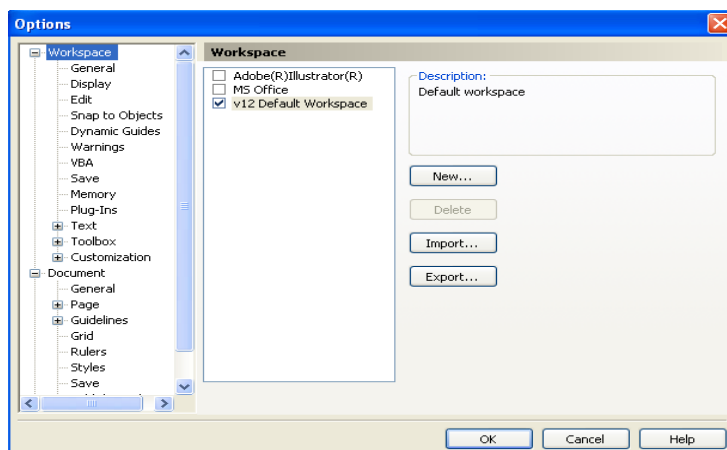 Options
Workspace
General
Display
Edit
Snap to Objects
Dynamic Guides
Warnings
VBA
Save
Memory
Plug-Ins
Text
Toolbox
Customization
Document
General
Page
Guidelines
Grid
Rulers
Styles
Save
Workspace
Adobe(R)Illustrator(R)
MS Office
v12 Default Workspace
Description:
Default workspace
New...
Delete
Import...
Export...
OK
Cancel
Help